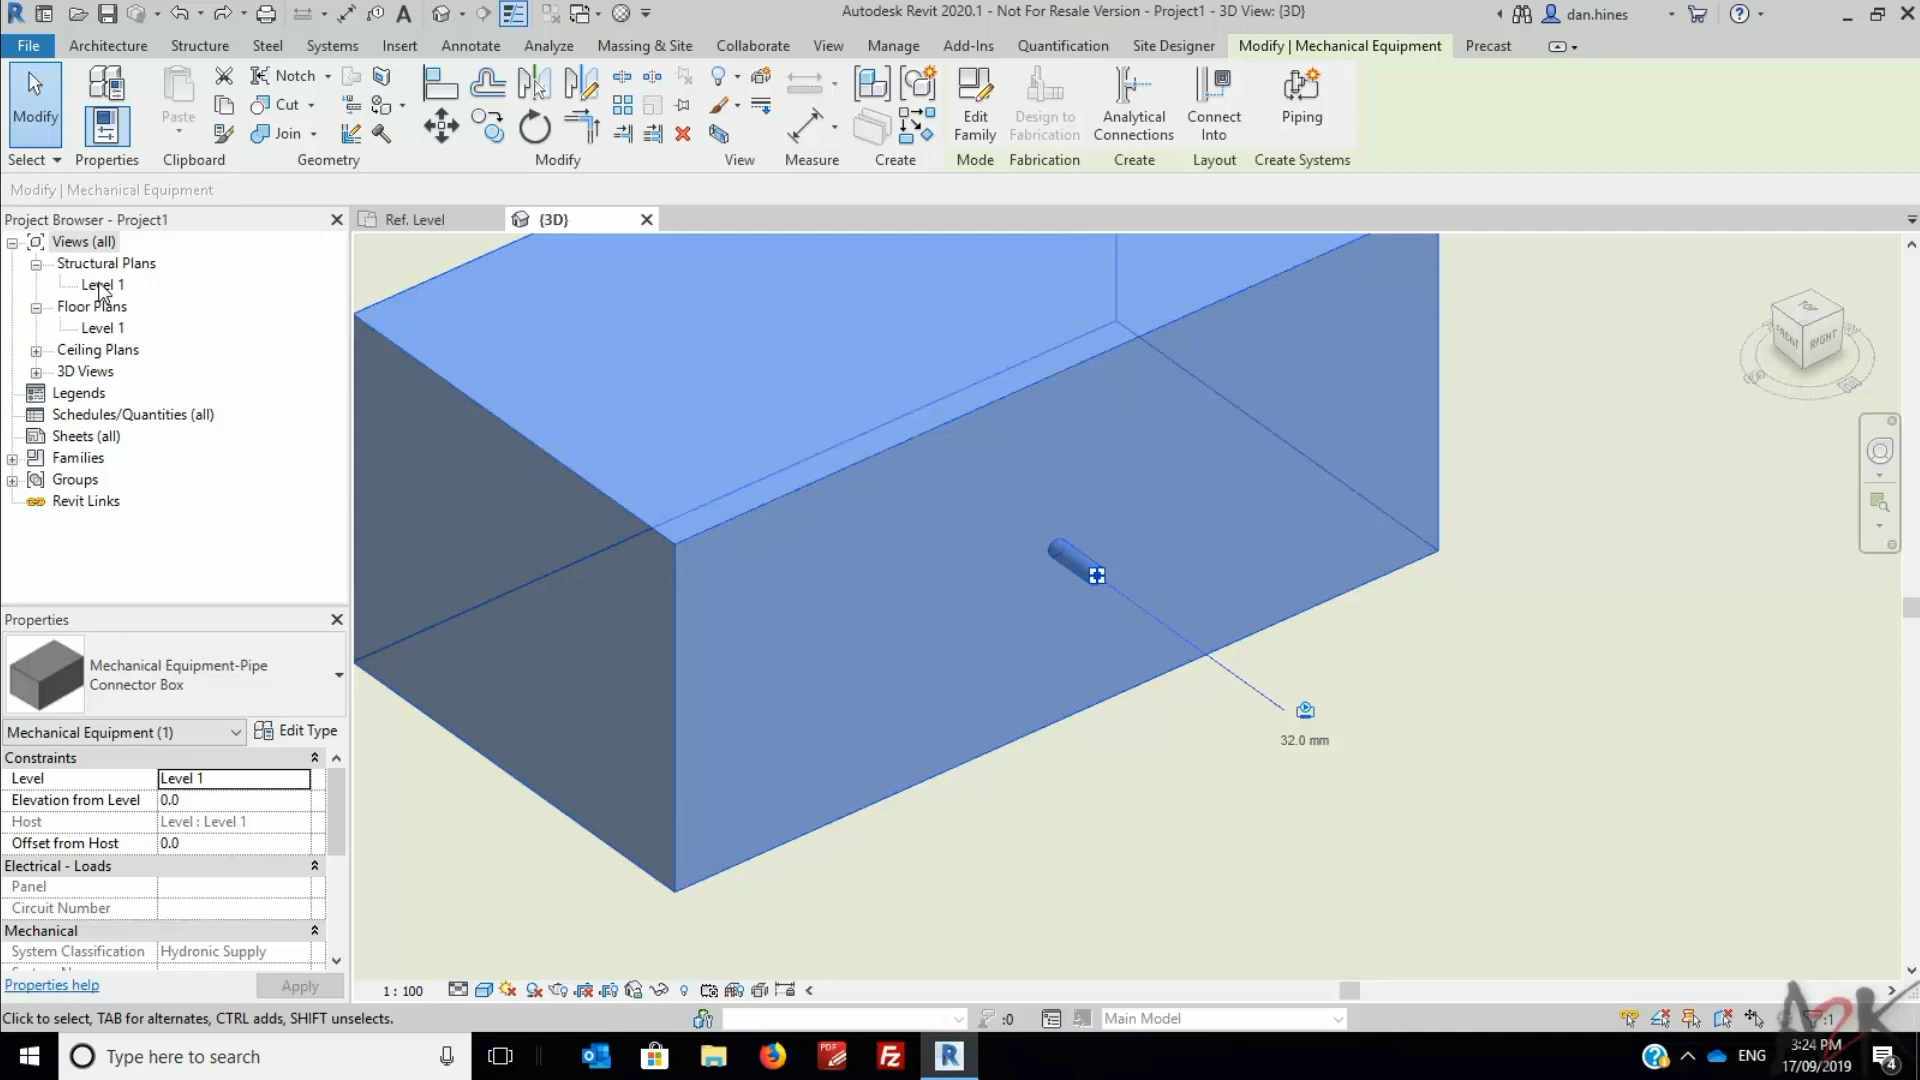 Autodesk Revit 2020.1 - Not For Resale Version - Project1 - 3D View: {3D}
dan.hines
File Architecture Structure Steel Systems Insert Annotate Analyze Massing & Site Collaborate View Manage Add-Ins Quantification Site Designer Modify | Mechanical Equipment Precast
Modify
Paste
Notch
Cut
Join
Edit Family
Design to Fabrication
Analytical Connections
Connect Into
Piping
Select Properties Clipboard Geometry Modify View Measure Create Mode Fabrication Create Layout Create Systems
Modify | Mechanical Equipment
Project Browser - Project1
Ref. Level
{3D}
Views (all)
Structural Plans
Level 1
Floor Plans
Level 1
Ceiling Plans
3D Views
Legends
Schedules/Quantities (all)
Sheets (all)
Families
Groups
Revit Links
TOP
FRONT
RIGHT
32.0 mm
Properties
Mechanical Equipment-Pipe
Connector Box
Mechanical Equipment (1)
Edit Type
Constraints
Level Level 1
Elevation from Level 0.0
Host Level : Level 1
Offset from Host 0.0
Electrical - Loads
Panel
Circuit Number
Mechanical
System Classification Hydronic Supply
Properties help
Apply
1 : 100
Click to select, TAB for alternates, CTRL adds, SHIFT unselects.
:0
Main Model
:1
A2K
Type here to search
PDF
ENG
3:24 PM
17/09/2019
4